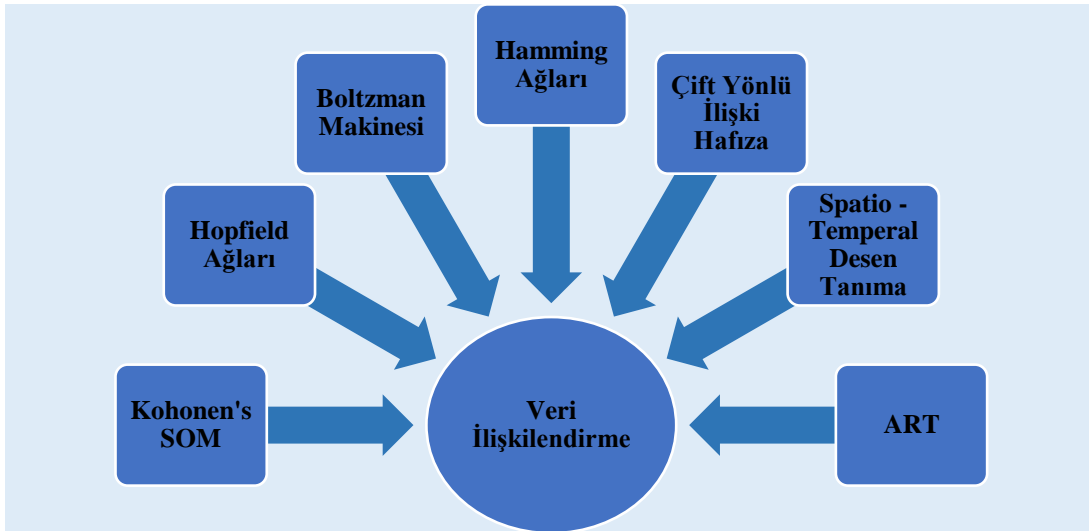 Hamming
Ağları
Boltzman
Makinesi
Çift Yönlü
İlişki
Hafıza
Hopfield
Ağları
Spatio -
Temperal
Desen
Tanıma
Kohonen's
SOM
Veri
İlişkilendirme
ART